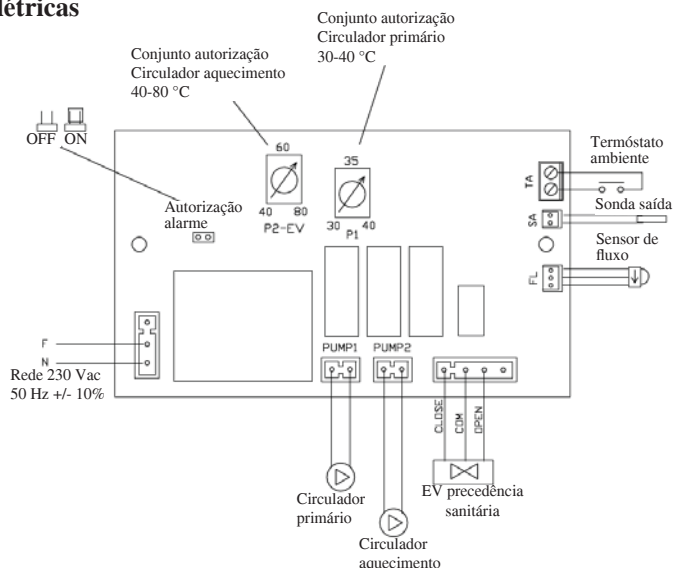 létricas
Conjunto autorização
Circulador primário
30-40 °C
Conjunto autorização
Circulador aquecimento
40-80 °C
OFF ON
60
40 80
P2-EV
35
30 40
P1
Autorização
alarme
Termóstato
ambiente
TA
Sonda saída
SA
Sensor de
fluxo
FL
F
N
Rede 230 Vac
50 Hz +/- 10%
PUMP1 PUMP2
CLOSE
COM
OPEN
EV precedência
sanitária
Circulador
primário
Circulador
aquecimento